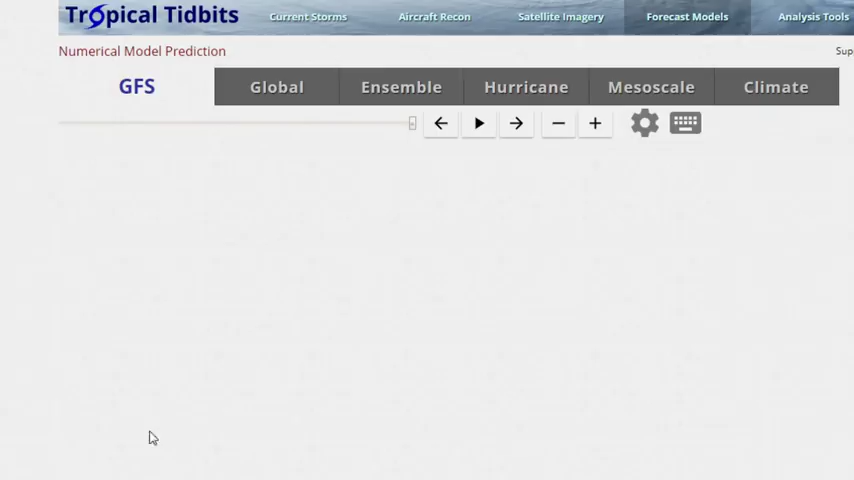 Tropical Tidbits
Current Storms
Aircraft Recon
Satellite Imagery
Forecast Models
Analysis Tools
Numerical Model Prediction
Sup
GFS
Global
Ensemble
Hurricane
Mesoscale
Climate